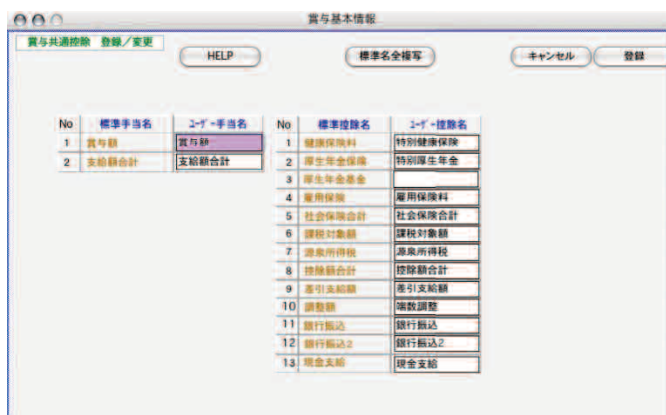 賞与基本情報
賞与共通控除 登録／変更
HELP
標準名全複写
キャンセル
登録
No 標準手当名 ﾕｰｻﾞｰ手当名
1 賞与額 賞与額
2 支給額合計 支給額合計
No 標準控除名 ﾕｰｻﾞｰ控除名
1 健康保険料 特別健康保険
2 厚生年金保険 特別厚生年金
3 厚生年金基金
4 雇用保険 雇用保険料
5 社会保険合計 社会保険合計
6 課税対象額 課税対象額
7 源泉所得税 源泉所得税
8 控除額合計 控除額合計
9 差引支給額 差引支給額
10 調整額 端数調整
11 銀行振込 銀行振込
12 銀行振込2 銀行振込2
13 現金支給 現金支給